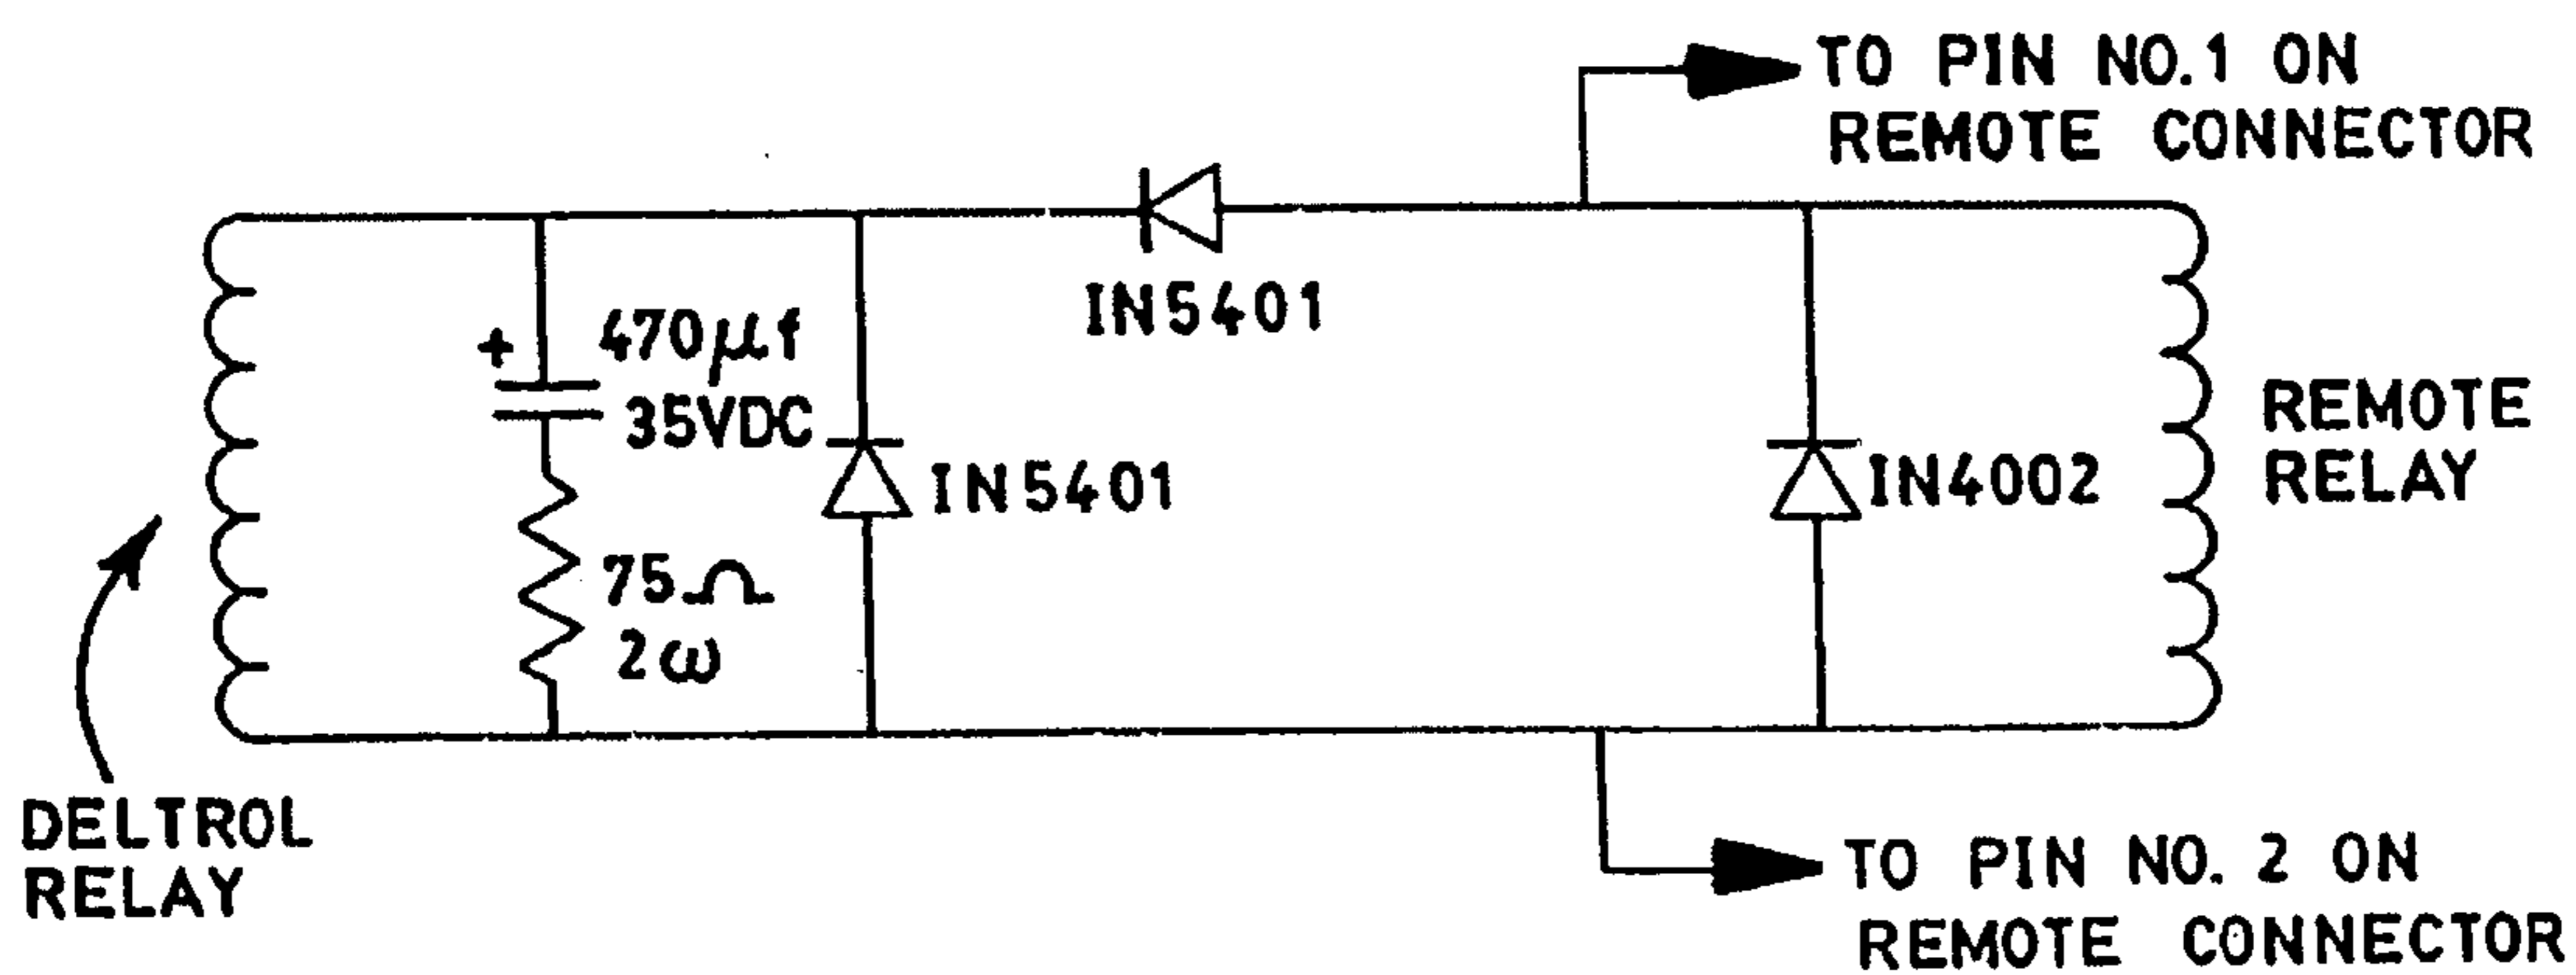 TO PIN NO.1 ON
REMOTE CONNECTOR
IN5401
+ 470μf
35VDC
IN5401
IN4002
REMOTE
RELAY
75Ω
2ω
DELTROL
RELAY
TO PIN NO. 2 ON
REMOTE CONNECTOR